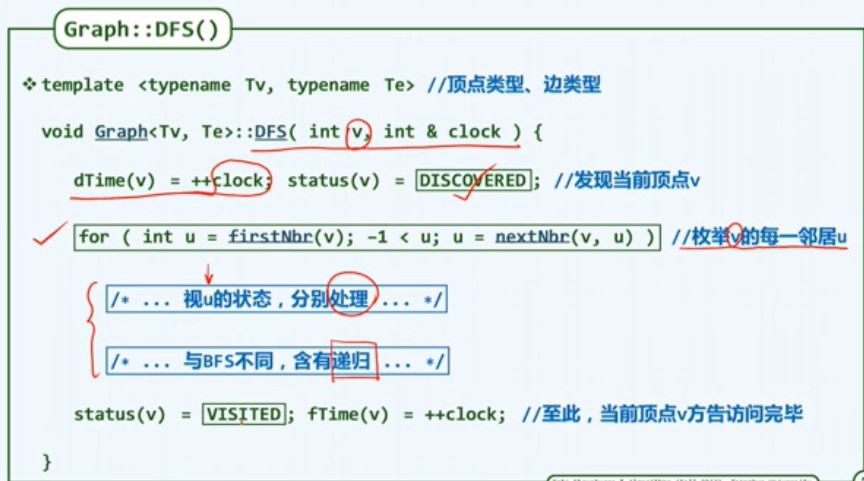 Graph::DFS()
❖ template <typename Tv, typename Te> //顶点类型、边类型
void Graph<Tv, Te>::DFS( int v, int & clock ) {
dTime(v) = ++clock; status(v) = DISCOVERED; //发现当前顶点v
for ( int u = firstNbr(v); -1 < u; u = nextNbr(v, u) ) //枚举v的每一邻居u
/* ... 视u的状态，分别处理 ... */
/* ... 与BFS不同，含有递归 ... */
status(v) = VISITED; fTime(v) = ++clock; //至此，当前顶点v方告访问完毕
}